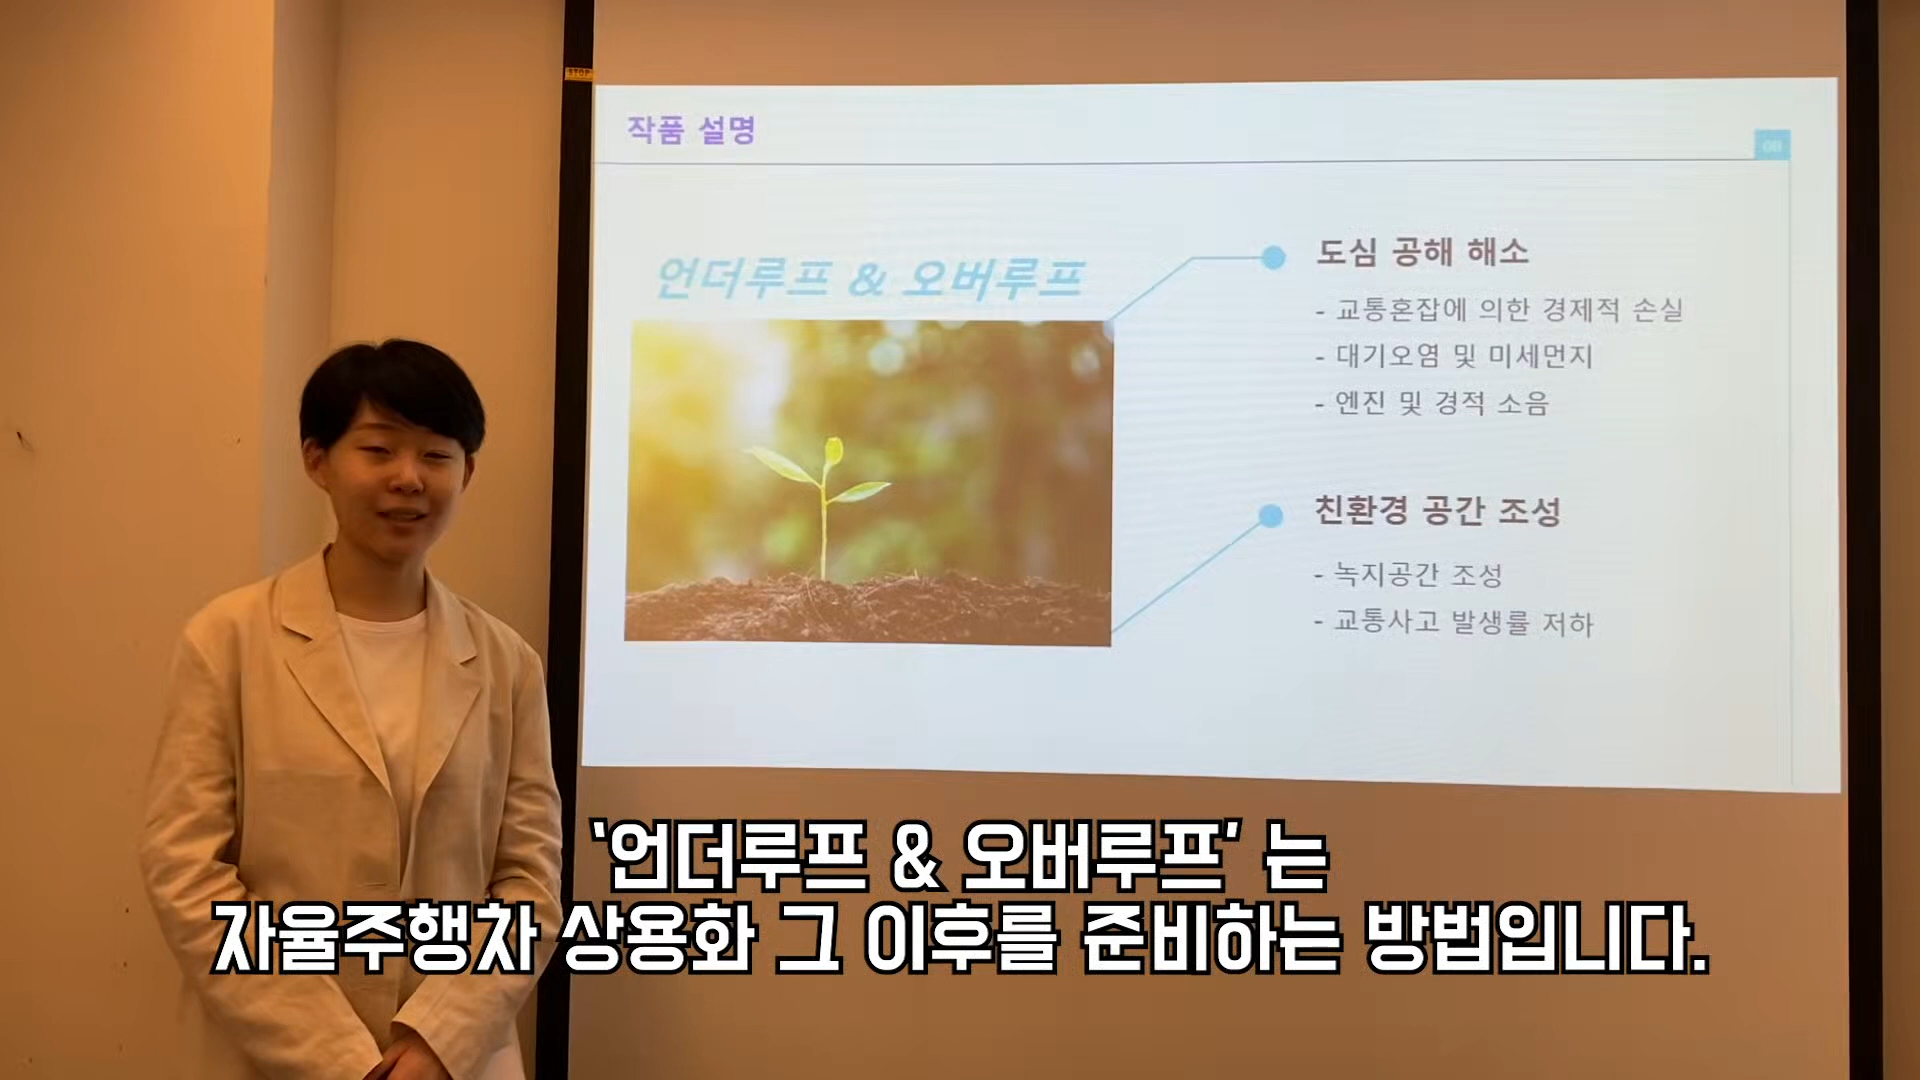 STOP
작품 설명
08
언더루프 & 오버루프
도심 공해 해소
- 교통혼잡에 의한 경제적 손실
- 대기오염 및 미세먼지
- 엔진 및 경적 소음
친환경 공간 조성
- 녹지공간 조성
- 교통사고 발생률 저하
‘언더루프 & 오버루프’ 는
자율주행차 상용화 그 이후를 준비하는 방법입니다.